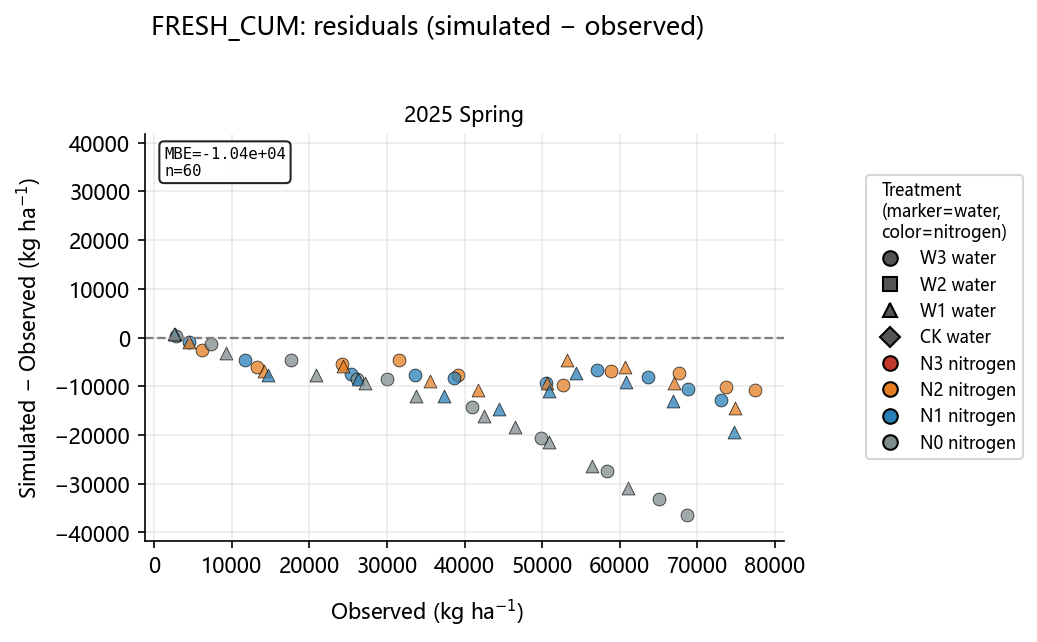 FRESH_CUM: residuals (simulated − observed)
2025 Spring
MBE=-1.04e+04
n=60
40000
30000
20000
10000
0
−10000
−20000
−30000
−40000
Simulated − Observed (kg ha⁻¹)
0 10000 20000 30000 40000 50000 60000 70000 80000
Observed (kg ha⁻¹)
Treatment
(marker=water,
color=nitrogen)
W3 water
W2 water
W1 water
CK water
N3 nitrogen
N2 nitrogen
N1 nitrogen
N0 nitrogen